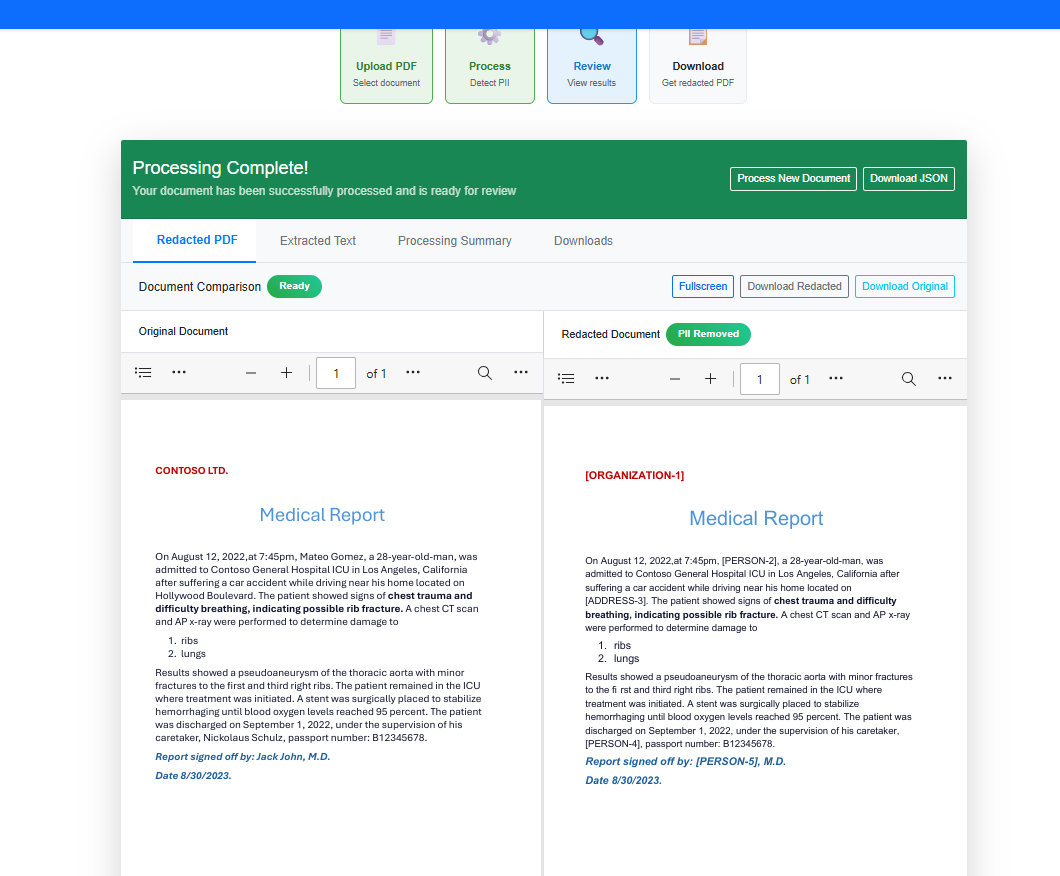 Upload PDF
Select document
Process
Detect PII
Review
View results
Download
Get redacted PDF
Processing Complete!
Your document has been successfully processed and is ready for review
Process New Document
Download JSON
Redacted PDF
Extracted Text
Processing Summary
Downloads
Document Comparison
Ready
Fullscreen
Download Redacted
Download Original
Original Document
1
of 1
CONTOSO LTD.
Medical Report
On August 12, 2022,at 7:45pm, Mateo Gomez, a 28-year-old-man, was
admitted to Contoso General Hospital ICU in Los Angeles, California
after suffering a car accident while driving near his home located on
Hollywood Boulevard. The patient showed signs of chest trauma and
difficulty breathing, indicating possible rib fracture. A chest CT scan
and AP x-ray were performed to determine damage to
1. ribs
2. lungs
Results showed a pseudoaneurysm of the thoracic aorta with minor
fractures to the first and third right ribs. The patient remained in the ICU
where treatment was initiated. A stent was surgically placed to stabilize
hemorrhaging until blood oxygen levels reached 95 percent. The patient
was discharged on September 1, 2022, under the supervision of his
caretaker, Nickolaus Schulz, passport number: B12345678.
Report signed off by: Jack John, M.D.
Date 8/30/2023.
Redacted Document
PII Removed
1
of 1
[ORGANIZATION-1]
Medical Report
On August 12, 2022,at 7:45pm, [PERSON-2], a 28-year-old-man, was
admitted to Contoso General Hospital ICU in Los Angeles, California after
suffering a car accident while driving near his home located on
[ADDRESS-3]. The patient showed signs of chest trauma and difficulty
breathing, indicating possible rib fracture. A chest CT scan and AP x-ray
were performed to determine damage to
1. ribs
2. lungs
Results showed a pseudoaneurysm of the thoracic aorta with minor fractures
to the fi rst and third right ribs. The patient remained in the ICU where
treatment was initiated. A stent was surgically placed to stabilize
hemorrhaging until blood oxygen levels reached 95 percent. The patient was
discharged on September 1, 2022, under the supervision of his caretaker,
[PERSON-4], passport number: B12345678.
Report signed off by: [PERSON-5], M.D.
Date 8/30/2023.